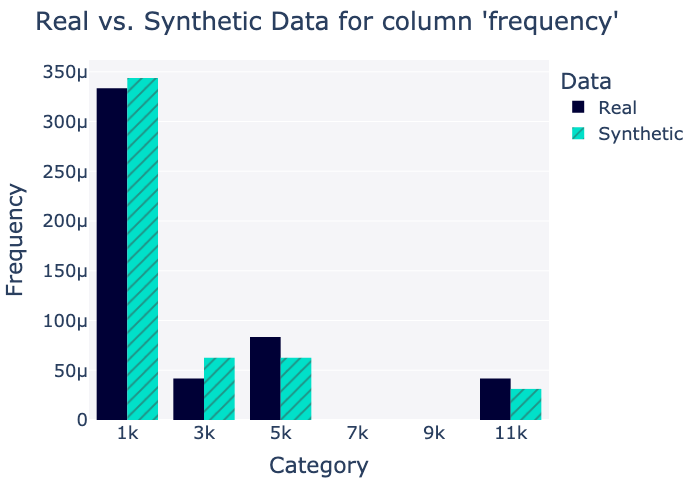 Real vs. Synthetic Data for column 'frequency'
Data
Real
Synthetic
350μ
300μ
250μ
200μ
150μ
100μ
50μ
0
Frequency
1k 3k 5k 7k 9k 11k
Category